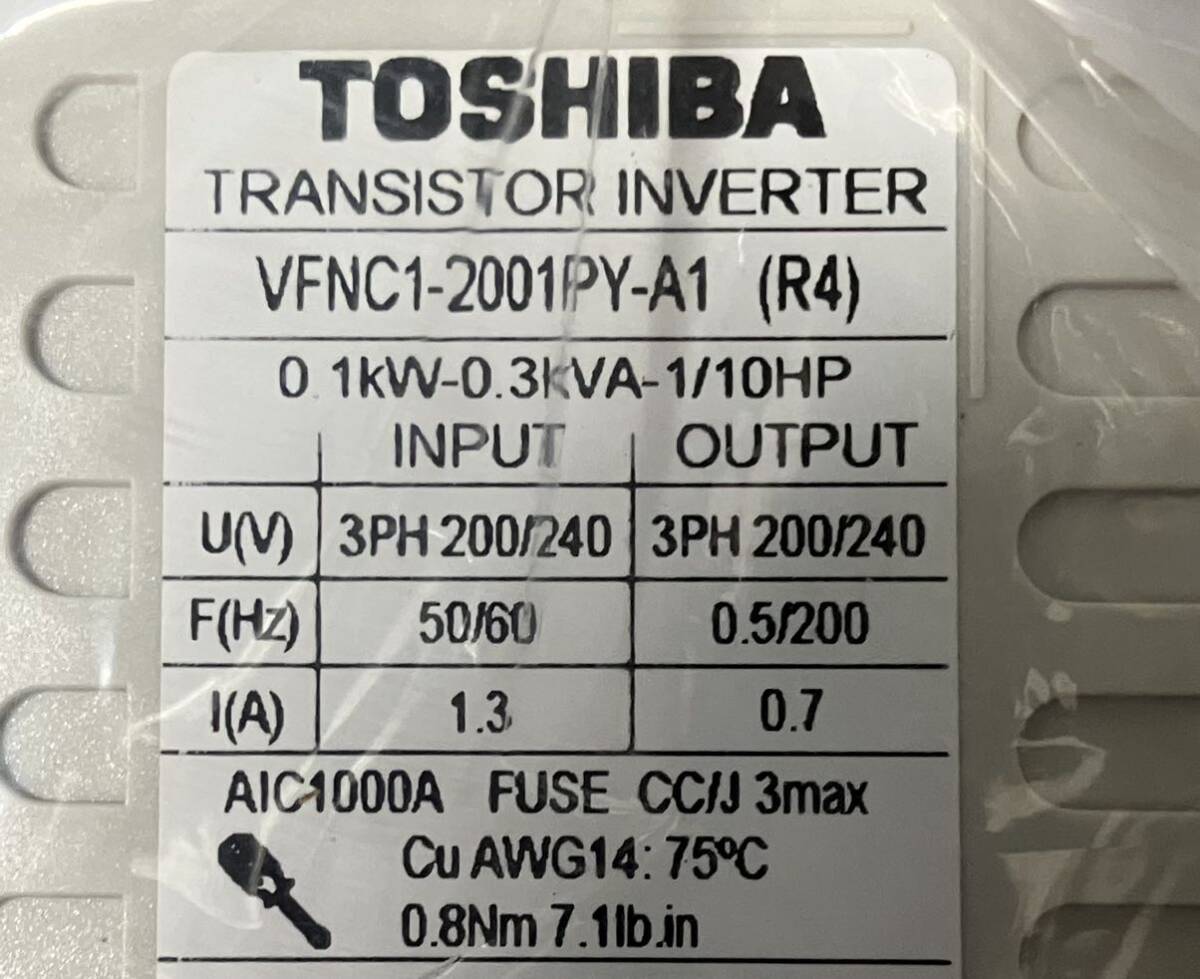 TOSHIBA
TRANSISTOR INVERTER
VFNC1-2001PY-A1 (R4)
0.1kW-0.3kVA-1/10HP
INPUT OUTPUT
U(V) 3PH 200/240 3PH 200/240
F(Hz) 50/60 0.5/200
I(A) 1.3 0.7
AIC1000A FUSE CC/J 3max
Cu AWG14: 75ºC
0.8Nm 7.1lb.in